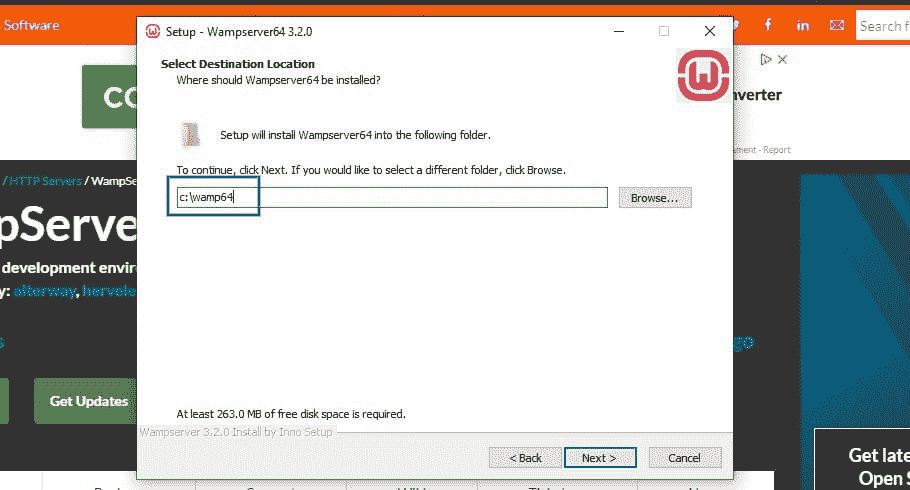 Software
Setup - Wampserver64 3.2.0
f
in
Search f
Select Destination Location
Where should Wampserver64 be installed?
W
CO
nverter
Setup will install Wampserver64 into the following folder.
ment - Report
To continue, click Next. If you would like to select a different folder, click Browse.
/ HTTP Servers / WampSe
c:\wamp64
Browse...
pServe
development enviro
y: alterway, hervele
s
go
Get Updates
At least 263.0 MB of free disk space is required.
Wampserver 3.2.0 Install by Inno Setup
< Back
Next >
Cancel
Get late
Open S